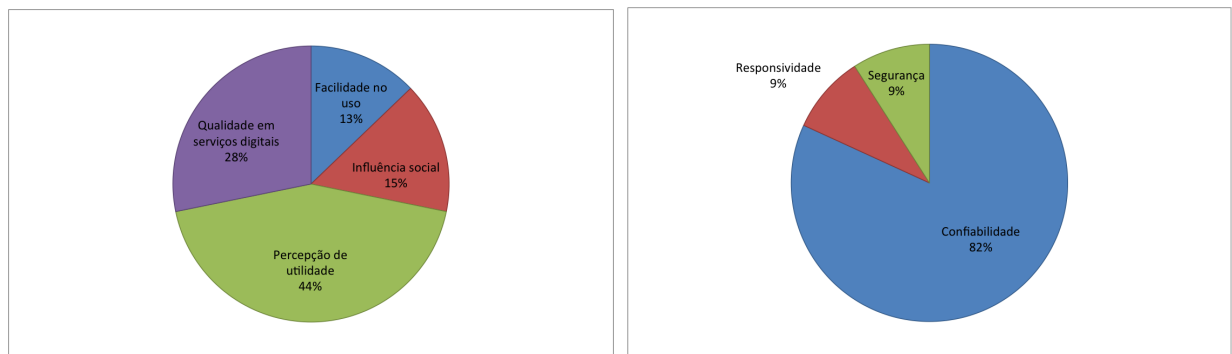 Facilidade no
uso
13%
Influência social
15%
Percepção de
utilidade
44%
Qualidade em
serviços digitais
28%
Responsividade
9%
Segurança
9%
Confiabilidade
82%